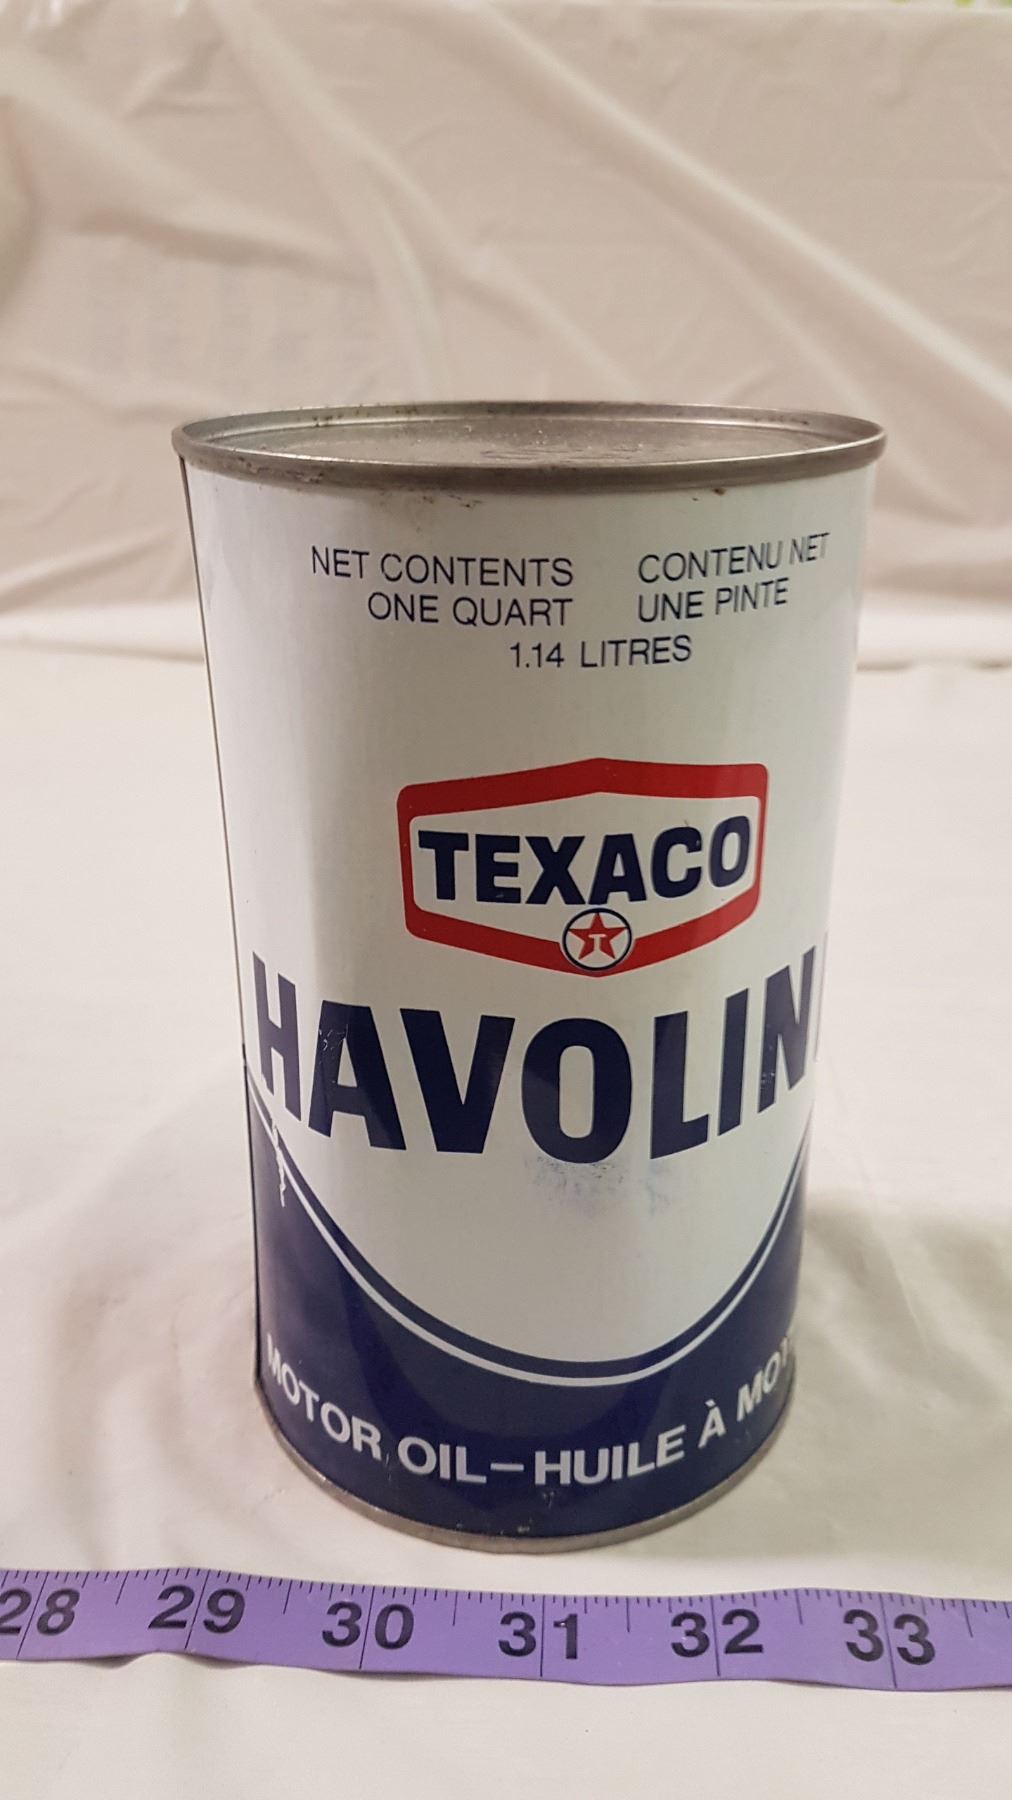 NET CONTENTS
ONE QUART
CONTENU NET
UNE PINTE
1.14 LITRES
TEXACO
T
HAVOLIN
MOTOR OIL–HUILE À MOT
28 29 30 31 32 33